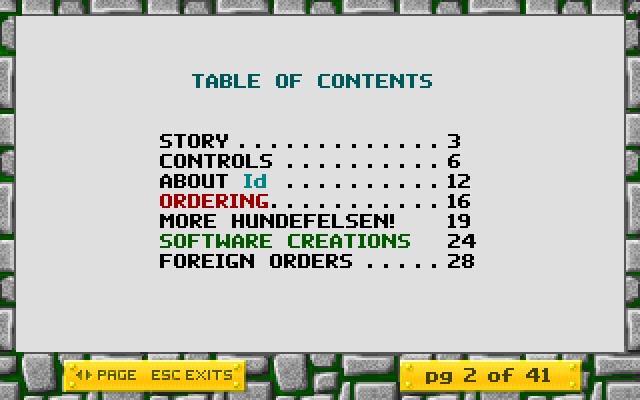 TABLE OF CONTENTS
STORY . . . . . . . . . . . . . 3
CONTROLS . . . . . . . . . . 6
ABOUT Id . . . . . . . . . . 12
ORDERING. . . . . . . . . . . 16
MORE HUNDEFELSEN! 19
SOFTWARE CREATIONS 24
FOREIGN ORDERS . . . . . 28
PAGE ESC EXITS
pg 2 of 41